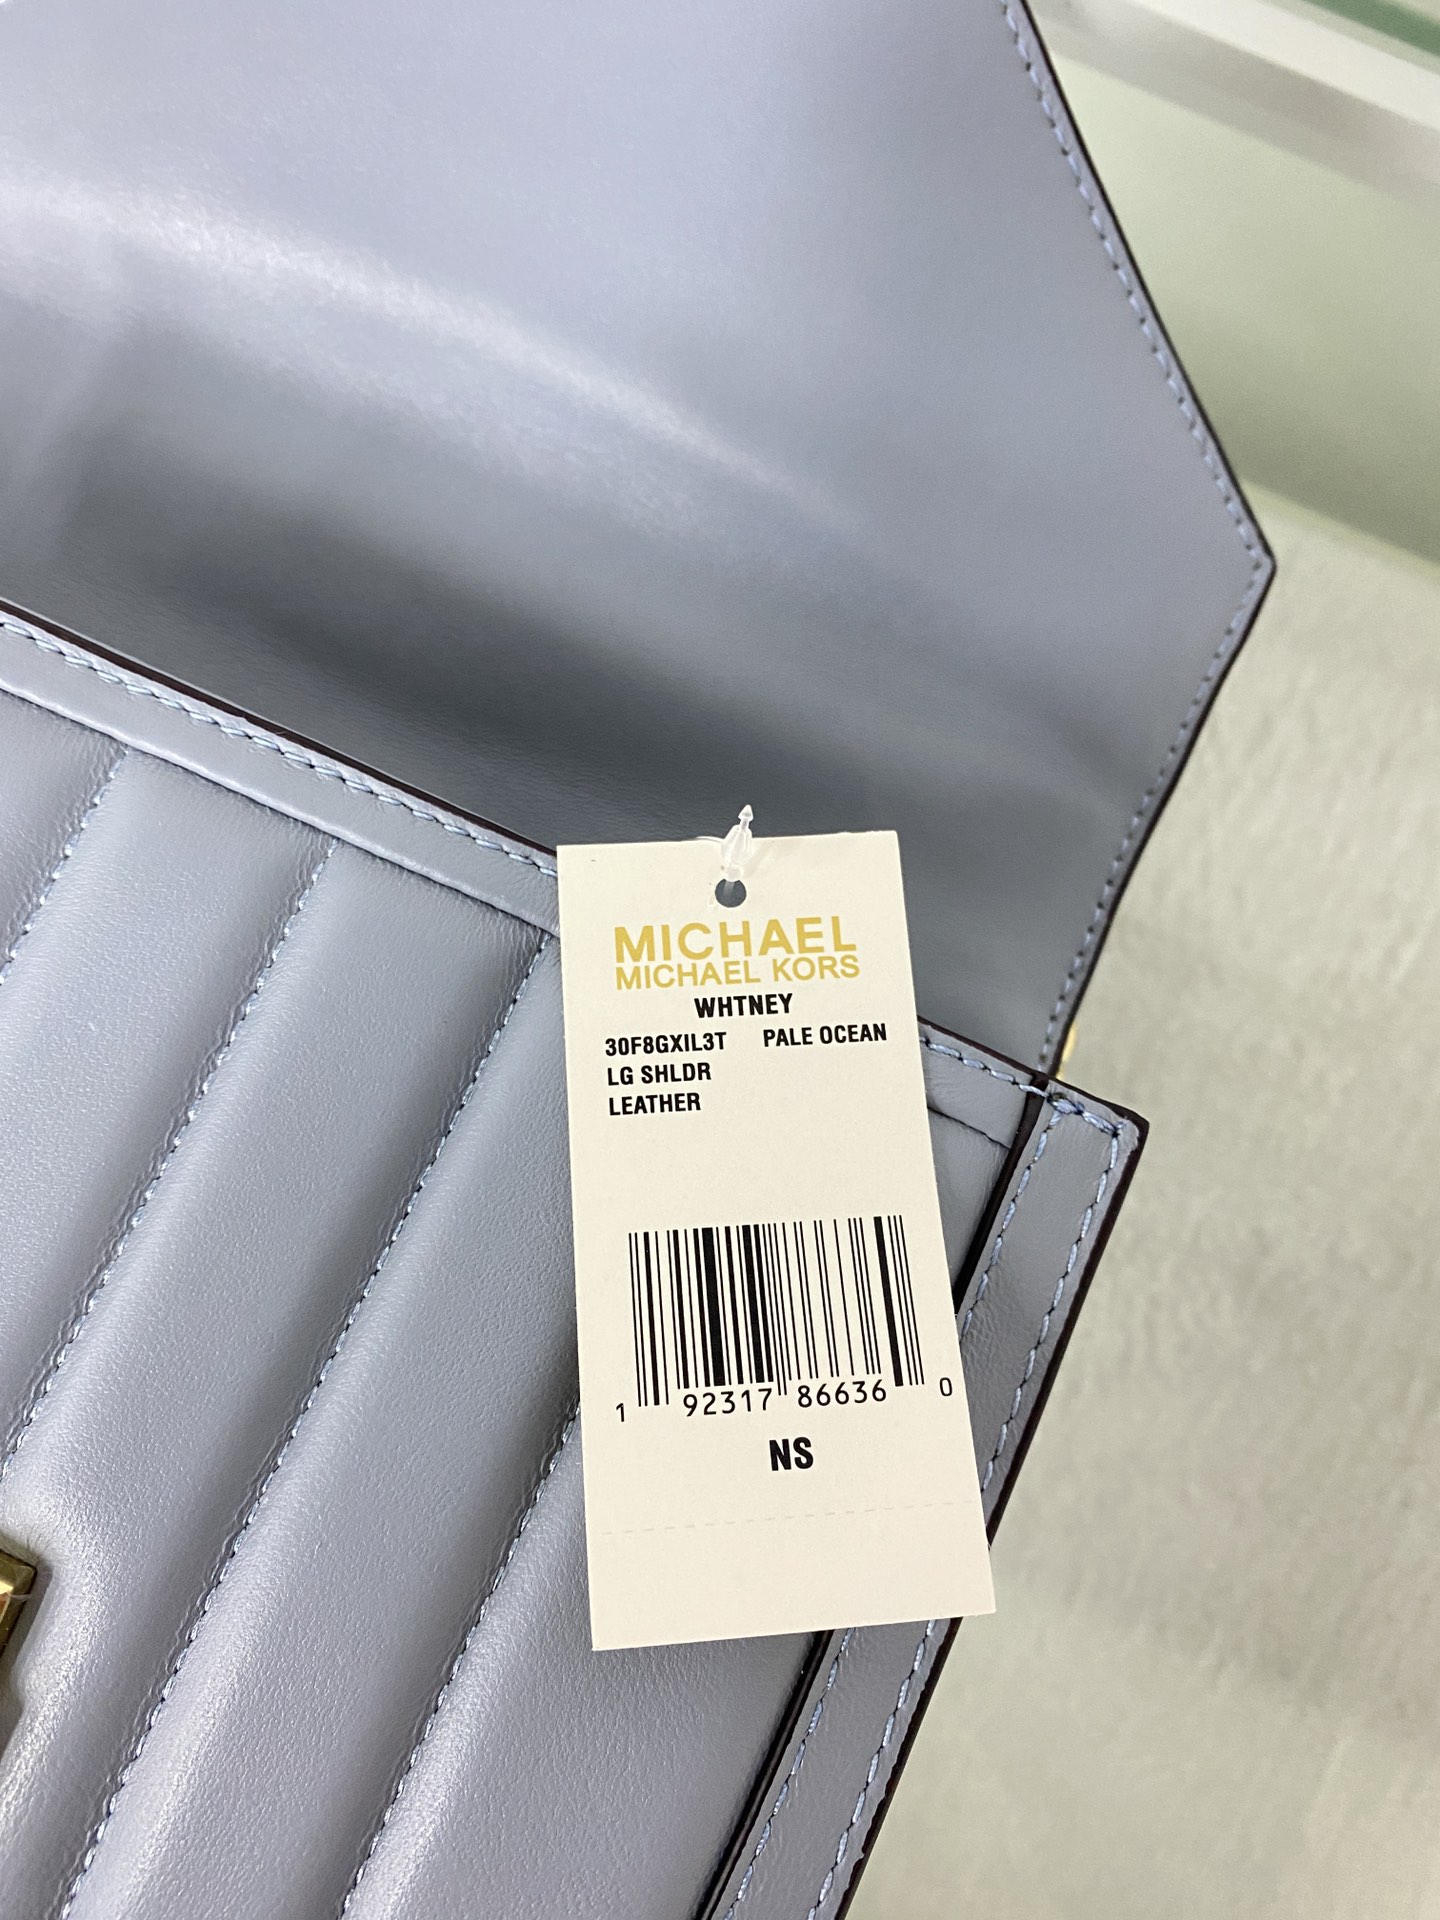 MICHAEL
MICHAEL KORS
WHTNEY
30F8GXIL3T PALE OCEAN
LG SHLDR
LEATHER
1 92317 86636 0
NS